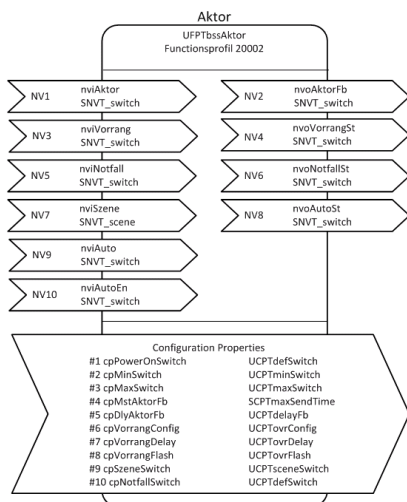 Aktor
UFPTbssAktor
Functionsprofil 20002
NV1 nviAktor SNVT_switch
NV2 nvoAktorFb SNVT_switch
NV3 nviVorrang SNVT_switch
NV4 nvoVorrangSt SNVT_switch
NV5 nviNotfall SNVT_switch
NV6 nvoNotfallSt SNVT_switch
NV7 nviSzene SNVT_scene
NV8 nvoAutoSt SNVT_switch
NV9 nviAuto SNVT_switch
NV10 nviAutoEn SNVT_switch
Configuration Properties
#1 cpPowerOnSwitch UCPTdefSwitch
#2 cpMinSwitch UCPTminSwitch
#3 cpMaxSwitch UCPTmaxSwitch
#4 cpMstAktorFb SCPTmaxSendTime
#5 cpDlyAktorFb UCPTdelayFb
#6 cpVorrangConfig UCPTovrConfig
#7 cpVorrangDelay UCPTovrDelay
#8 cpVorrangFlash UCPTovrFlash
#9 cpSzeneSwitch UCPTsceneSwitch
#10 cpNotfallSwitch UCPTdefSwitch